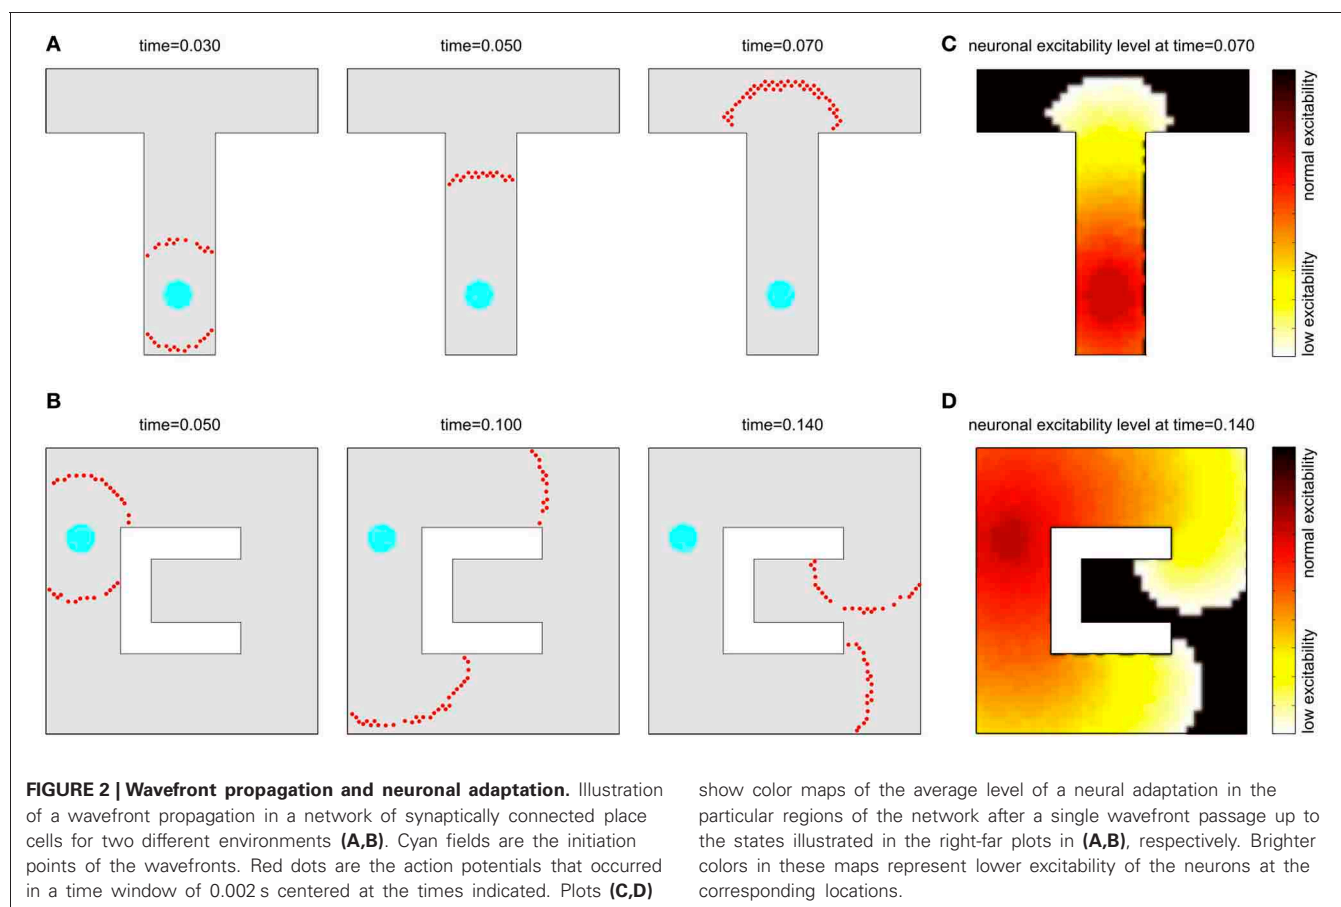 A
time=0.030
time=0.050
time=0.070
C
neuronal excitability level at time=0.070
normal excitability
low excitability
B
time=0.050
time=0.100
time=0.140
D
neuronal excitability level at time=0.140
normal excitability
low excitability
FIGURE 2 | Wavefront propagation and neuronal adaptation. Illustration
of a wavefront propagation in a network of synaptically connected place
cells for two different environments (A,B). Cyan fields are the initiation
points of the wavefronts. Red dots are the action potentials that occurred
in a time window of 0.002 s centered at the times indicated. Plots (C,D)
show color maps of the average level of a neural adaptation in the
particular regions of the network after a single wavefront passage up to
the states illustrated in the right-far plots in (A,B), respectively. Brighter
colors in these maps represent lower excitability of the neurons at the
corresponding locations.